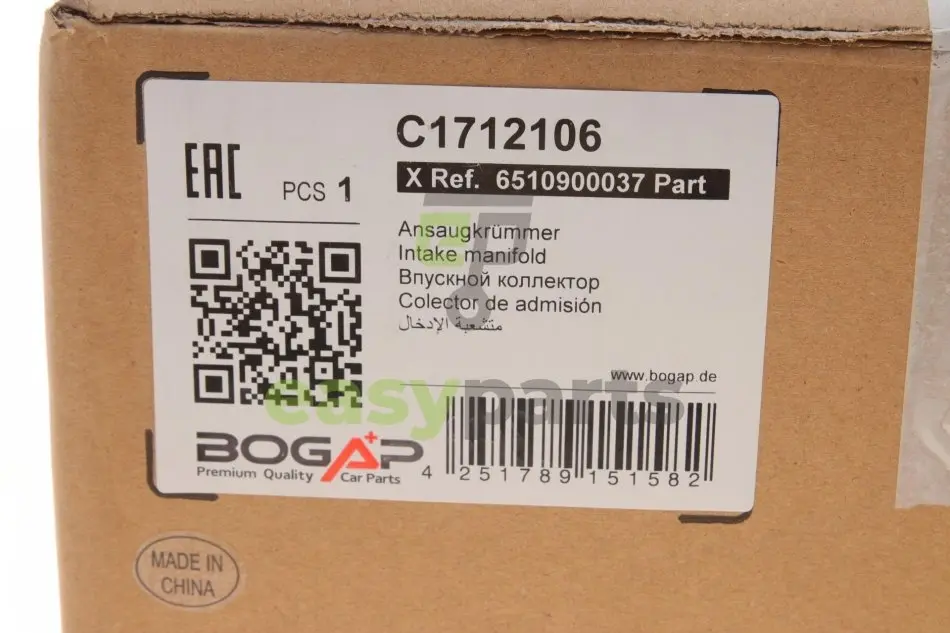 C1712106
EAC
PCS 1
X Ref. 6510900037 Part
Ansaugkrümmer
Intake manifold
Впускной коллектор
Colector de admisión
متشعبة الإدخال
www.bogap.de
easyparts
BOGAP+
Premium Quality Car Parts
4 251789 151582
MADE IN
CHINA